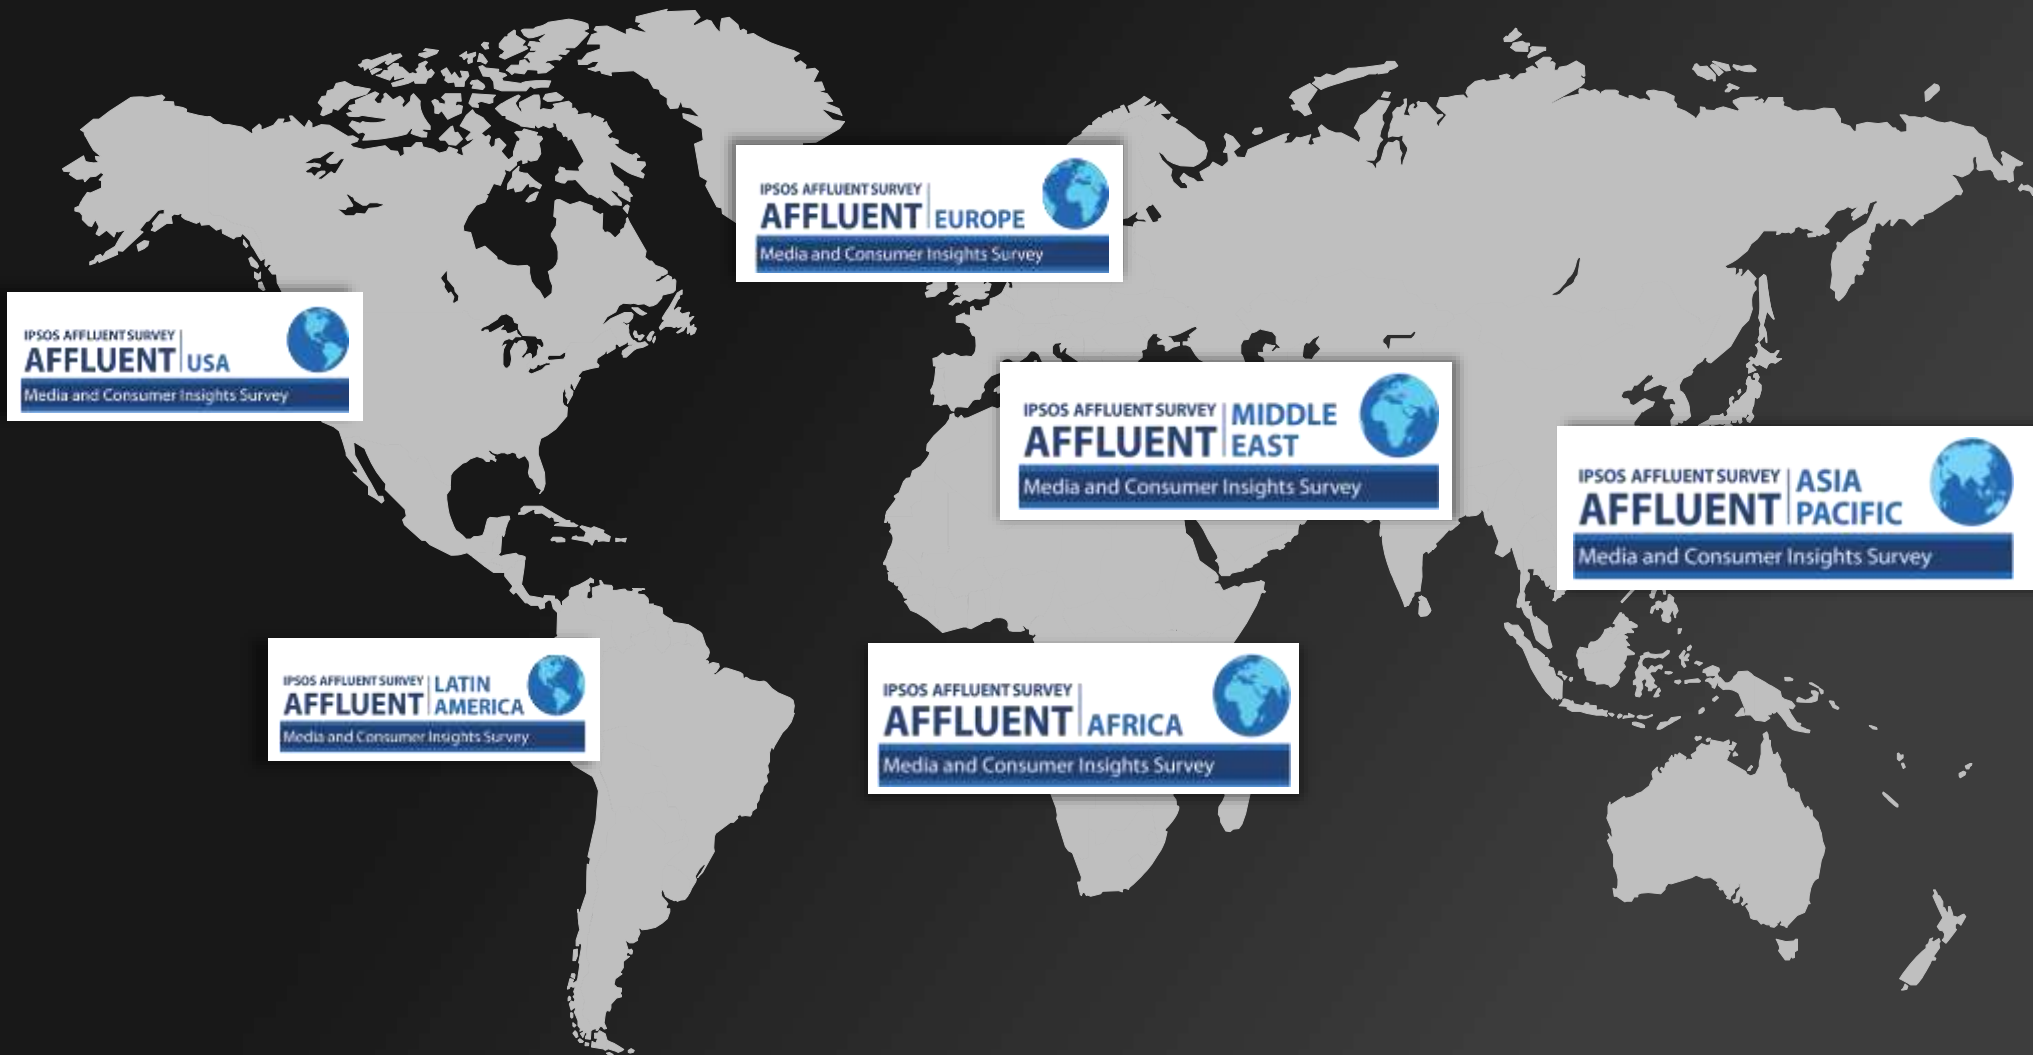 IPSOS AFFLUENT SURVEY
AFFLUENT EUROPE
Media and Consumer Insights Survey
IPSOS AFFLUENT SURVEY
AFFLUENT USA
Media and Consumer Insights Survey
IPSOS AFFLUENT SURVEY
AFFLUENT MIDDLE
EAST
Media and Consumer Insights Survey
IPSOS AFFLUENT SURVEY
AFFLUENT ASIA
PACIFIC
Media and Consumer Insights Survey
IPSOS AFFLUENT SURVEY
AFFLUENT LATIN
AMERICA
Media and Consumer Insights Survey
IPSOS AFFLUENT SURVEY
AFFLUENT AFRICA
Media and Consumer Insights Survey